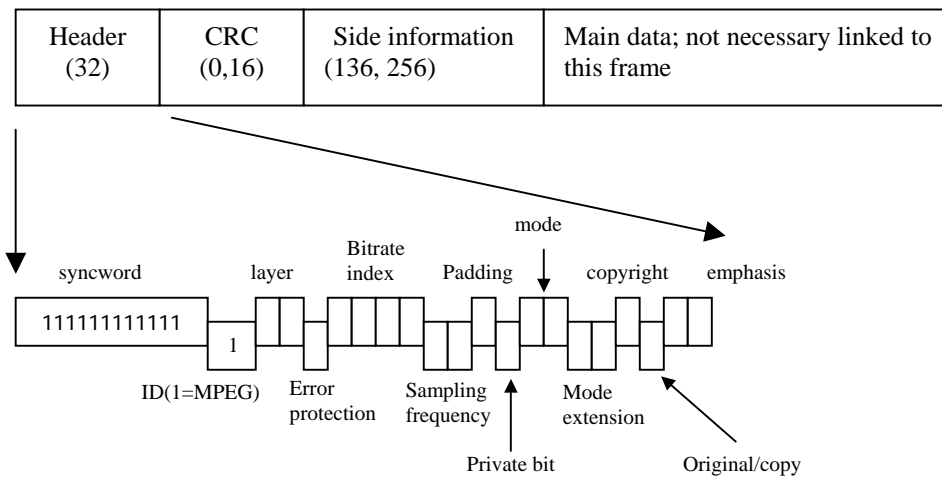 Header
(32)
CRC
(0,16)
Side information
(136, 256)
Main data; not necessary linked to
this frame
mode
Bitrate
index
syncword
layer
Padding
copyright
emphasis
111111111111
1
ID(1=MPEG)
Error
protection
Sampling
frequency
Mode
extension
Private bit
Original/copy